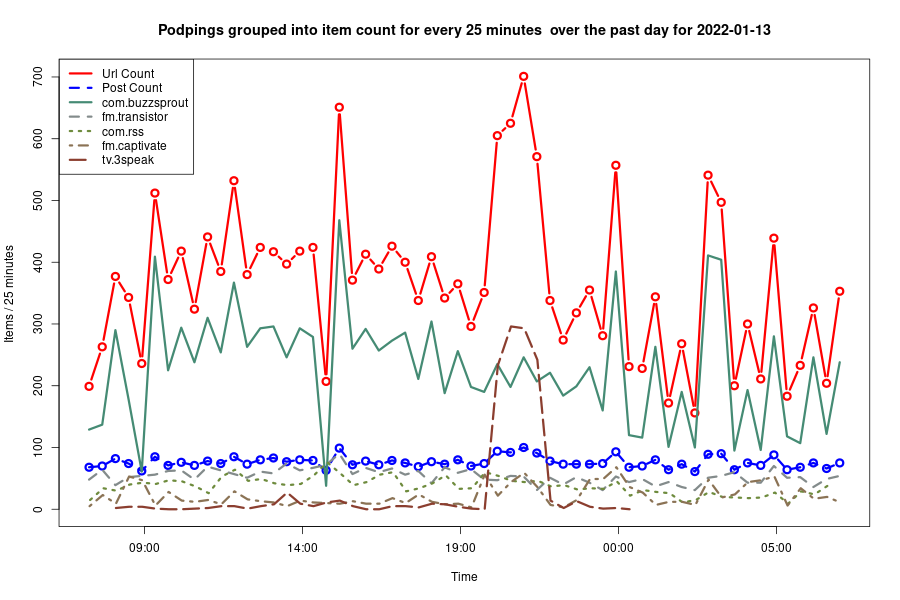 Podpings grouped into item count for every 25 minutes  over the past day for 2022-01-13
Url Count
Post Count
com.buzzsprout
fm.transistor
com.rss
fm.captivate
tv.3speak
Items / 25 minutes
700
600
500
400
300
200
100
0
09:00 14:00 19:00 00:00 05:00
Time